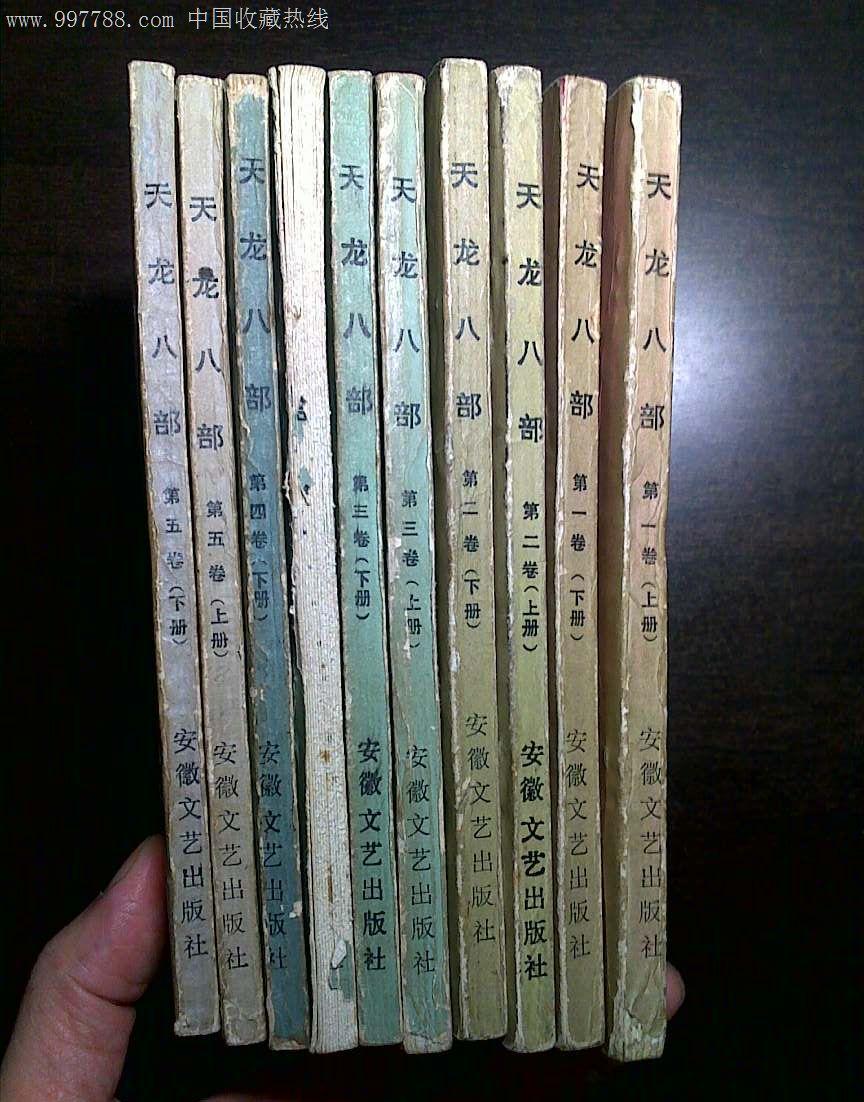 www.997788.com 中国收藏热线
天龙八部 第五卷(下册) 安徽文艺出版社
天龙八部 第五卷(上册) 安徽文艺出版社
天龙八部 第四卷(下册) 安徽文艺出版社
天龙八部 第三卷(下册) 安徽文艺出版社
天龙八部 第三卷(上册) 安徽文艺出版社
天龙八部 第二卷(下册) 安徽文艺出版社
天龙八部 第二卷(上册) 安徽文艺出版社
天龙八部 第一卷(下册) 安徽文艺出版社
天龙八部 第一卷(上册) 安徽文艺出版社